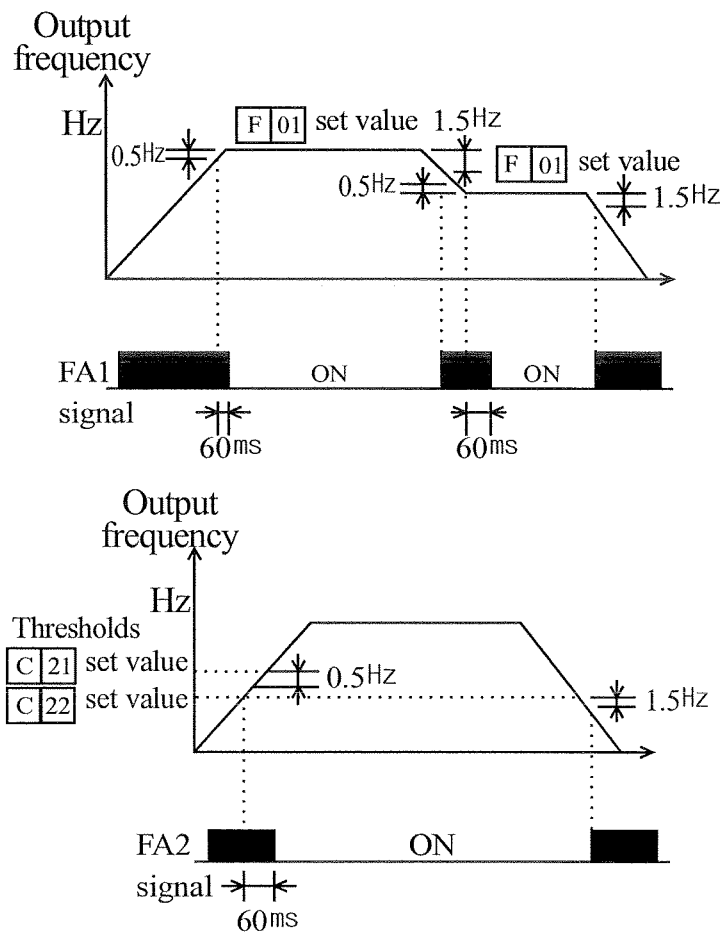 Output
frequency
Hz
F 01 set value 1.5Hz
0.5Hz
F 01 set value
0.5Hz
1.5Hz
FA1
ON
ON
signal
60ms
60ms
Output
frequency
Hz
Thresholds
C 21 set value
0.5Hz
C 22 set value
1.5Hz
FA2
ON
signal
60ms